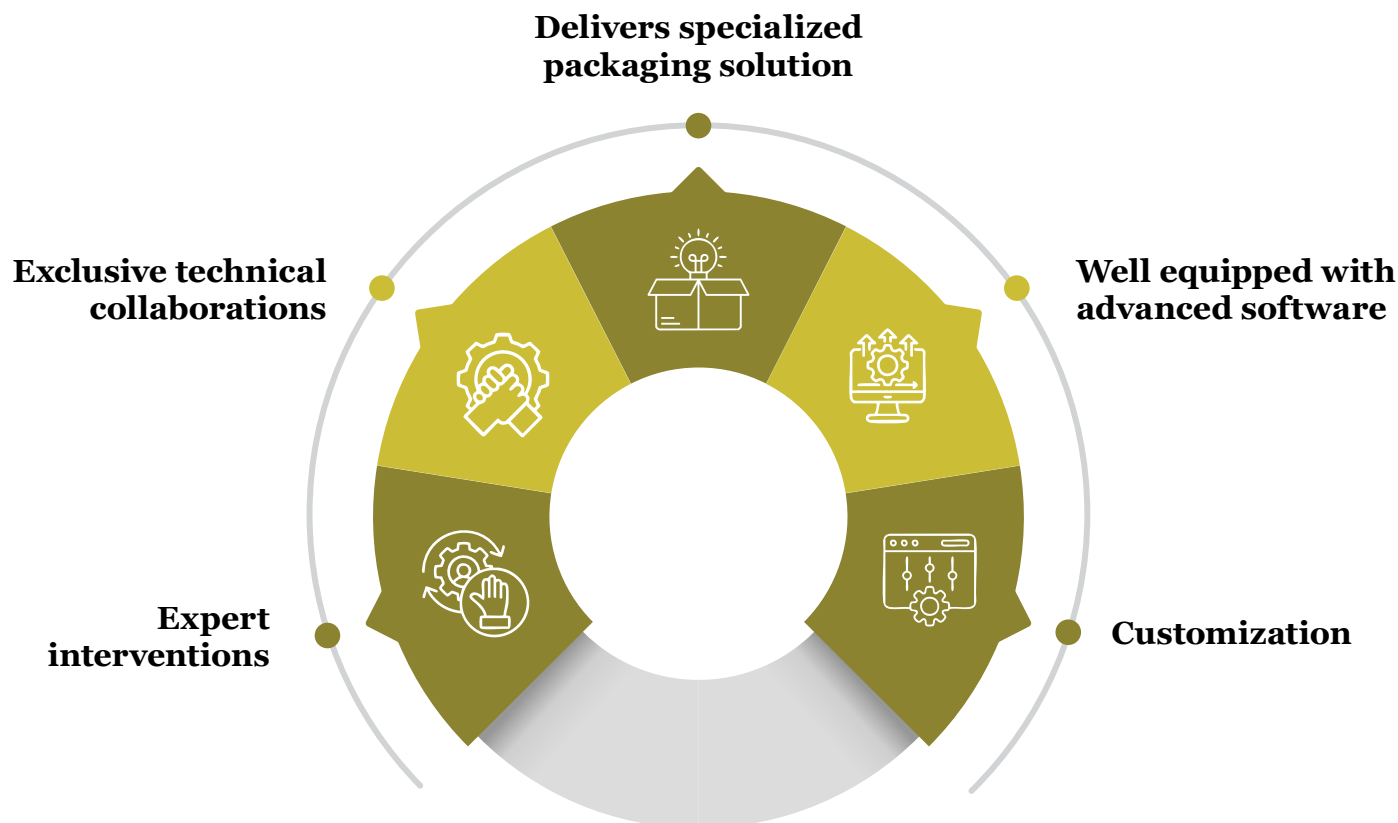 Delivers specialized
packaging solution
Exclusive technical
collaborations
Well equipped with
advanced software
Expert
interventions
Customization